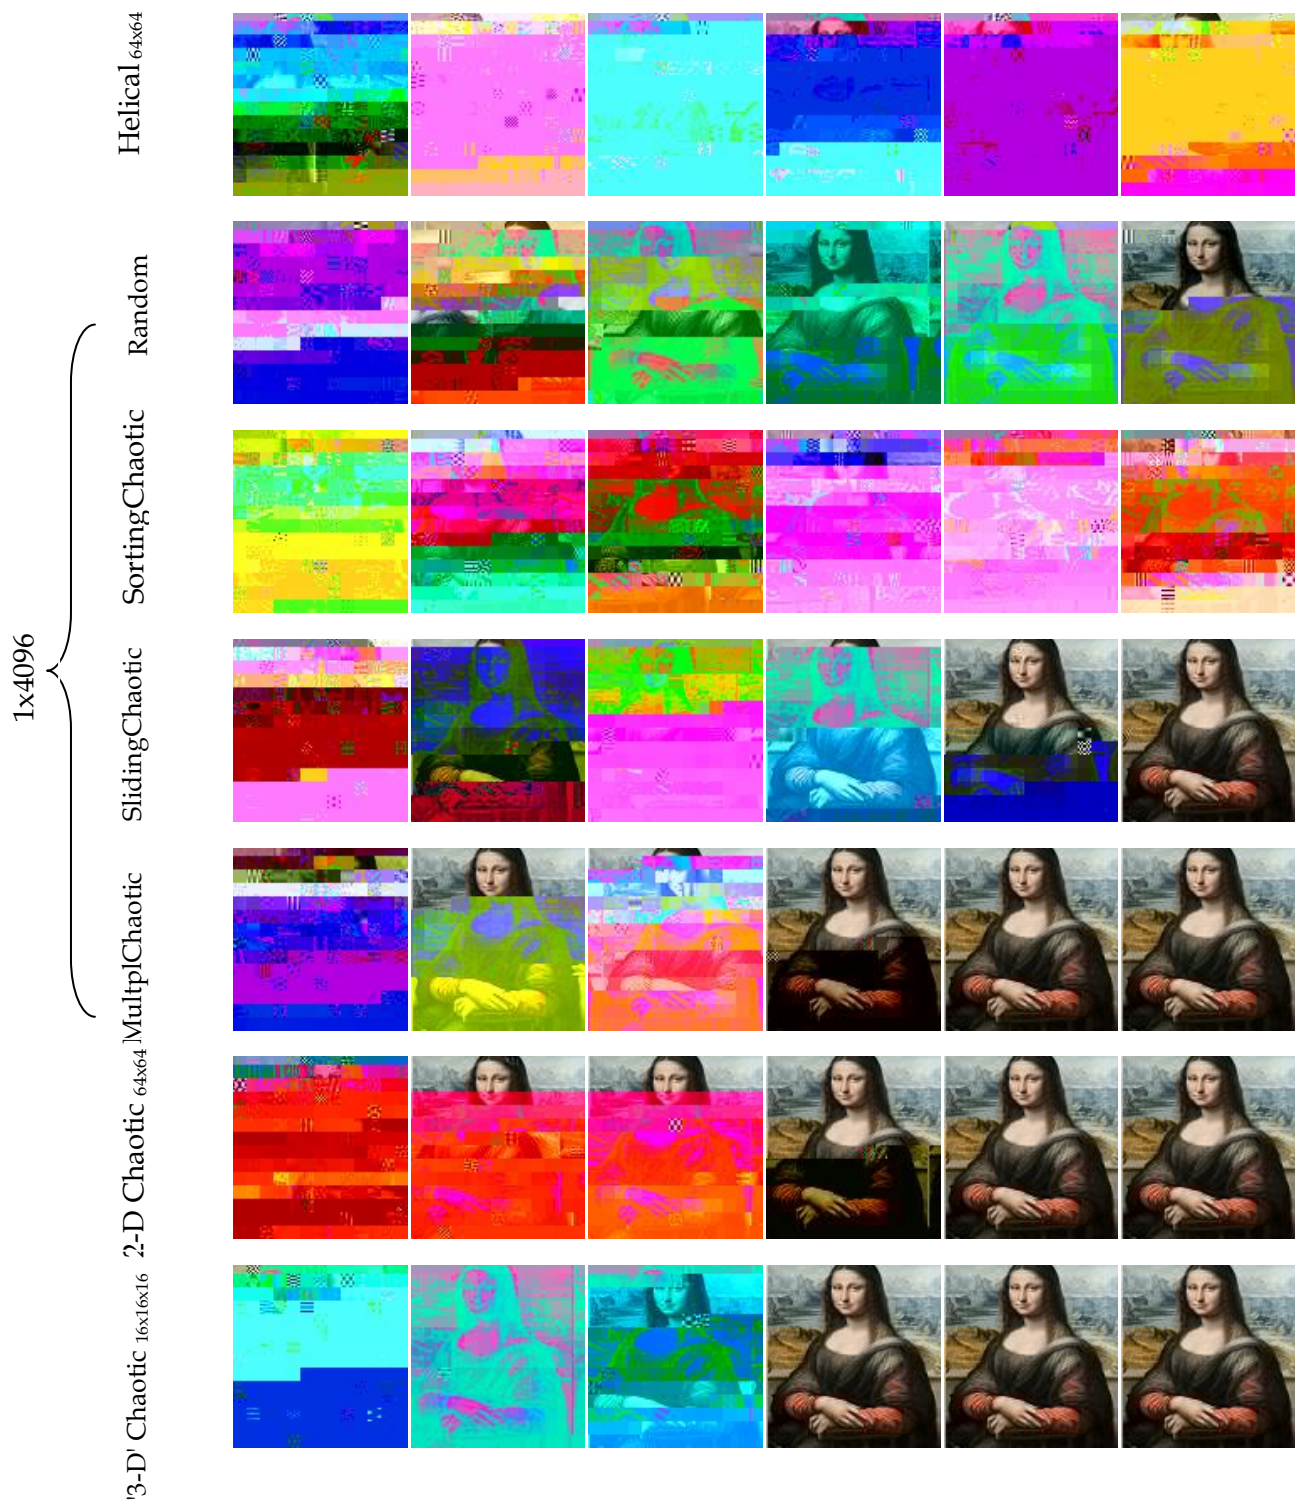 Helical 64x64
Random
SortingChaotic
SlidingChaotic
MultplChaotic
1x4096
2-D Chaotic 64x64
'3-D' Chaotic 16x16x16